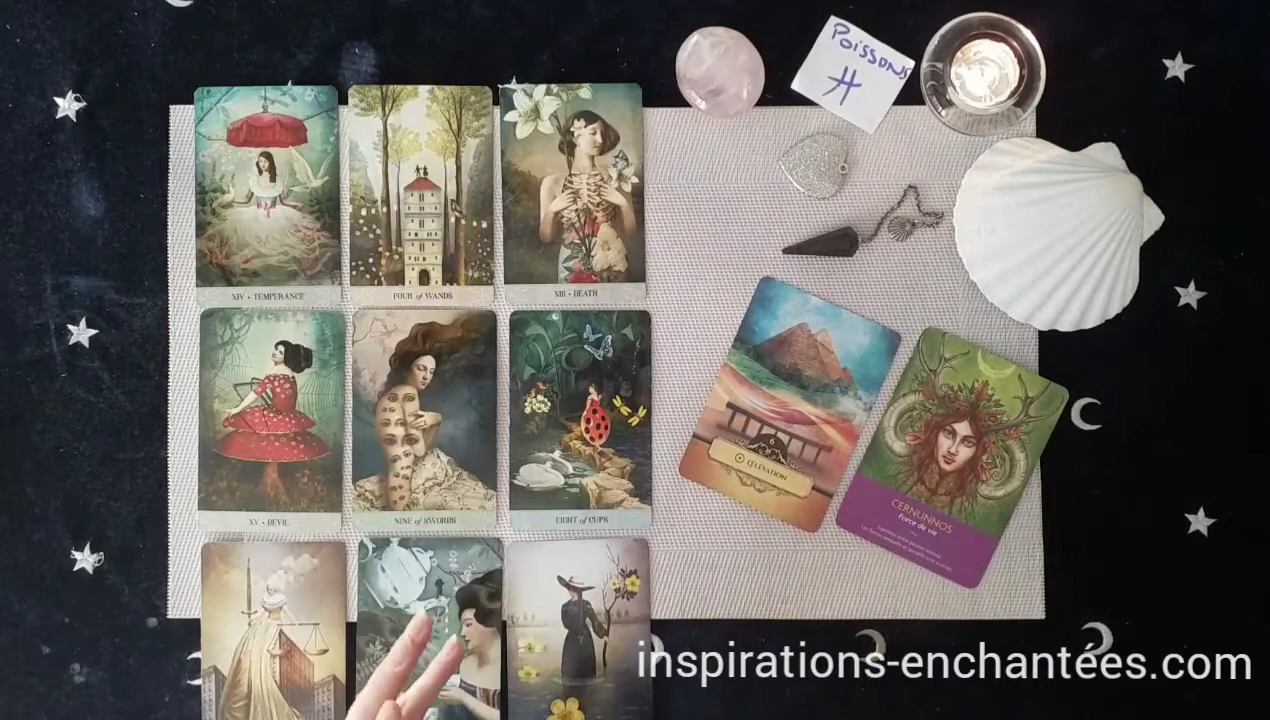 Poissons
♓
XIV • TEMPERANCE
FOUR of WANDS
XIII • DEATH
XV • DEVIL
NINE of SWORDS
EIGHT of CUPS
6
ÉLÉVATION
CERNUNNOS
Force de vie
inspirations-enchantées.com